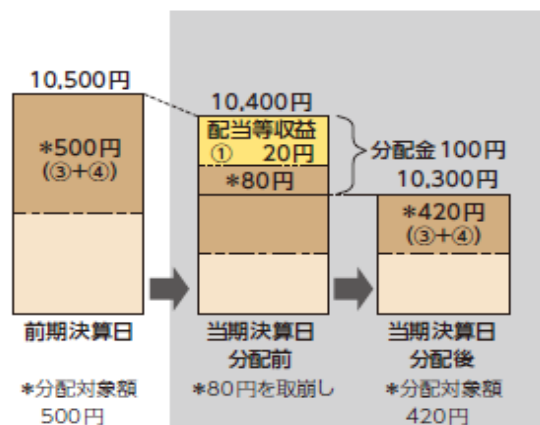 10,500円
*500円
(③+④)
前期決算日
*分配対象額
500円
10,400円
配当等収益
① 20円
*80円
当期決算日
分配前
*80円を取崩し
分配金100円
10,300円
*420円
(③+④)
当期決算日
分配後
*分配対象額
420円